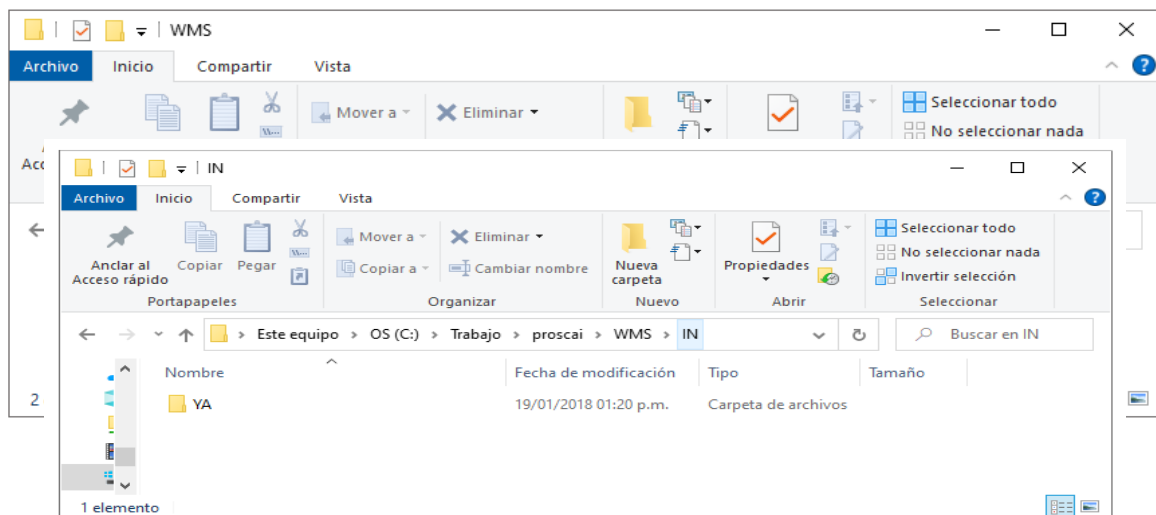 WMS
Archivo Inicio Compartir Vista
Mover a Eliminar Seleccionar todo
No seleccionar nada
IN
Archivo Inicio Compartir Vista
Mover a Eliminar Seleccionar todo
Anclar al Acceso rápido Copiar Pegar Copiar a Cambiar nombre Nueva carpeta Propiedades No seleccionar nada
Invertir selección
Portapapeles Organizar Nuevo Abrir Seleccionar
Este equipo > OS (C:) > Trabajo > proscai > WMS > IN Buscar en IN
Nombre Fecha de modificación Tipo Tamaño
2 YA 19/01/2018 01:20 p.m. Carpeta de archivos
1 elemento